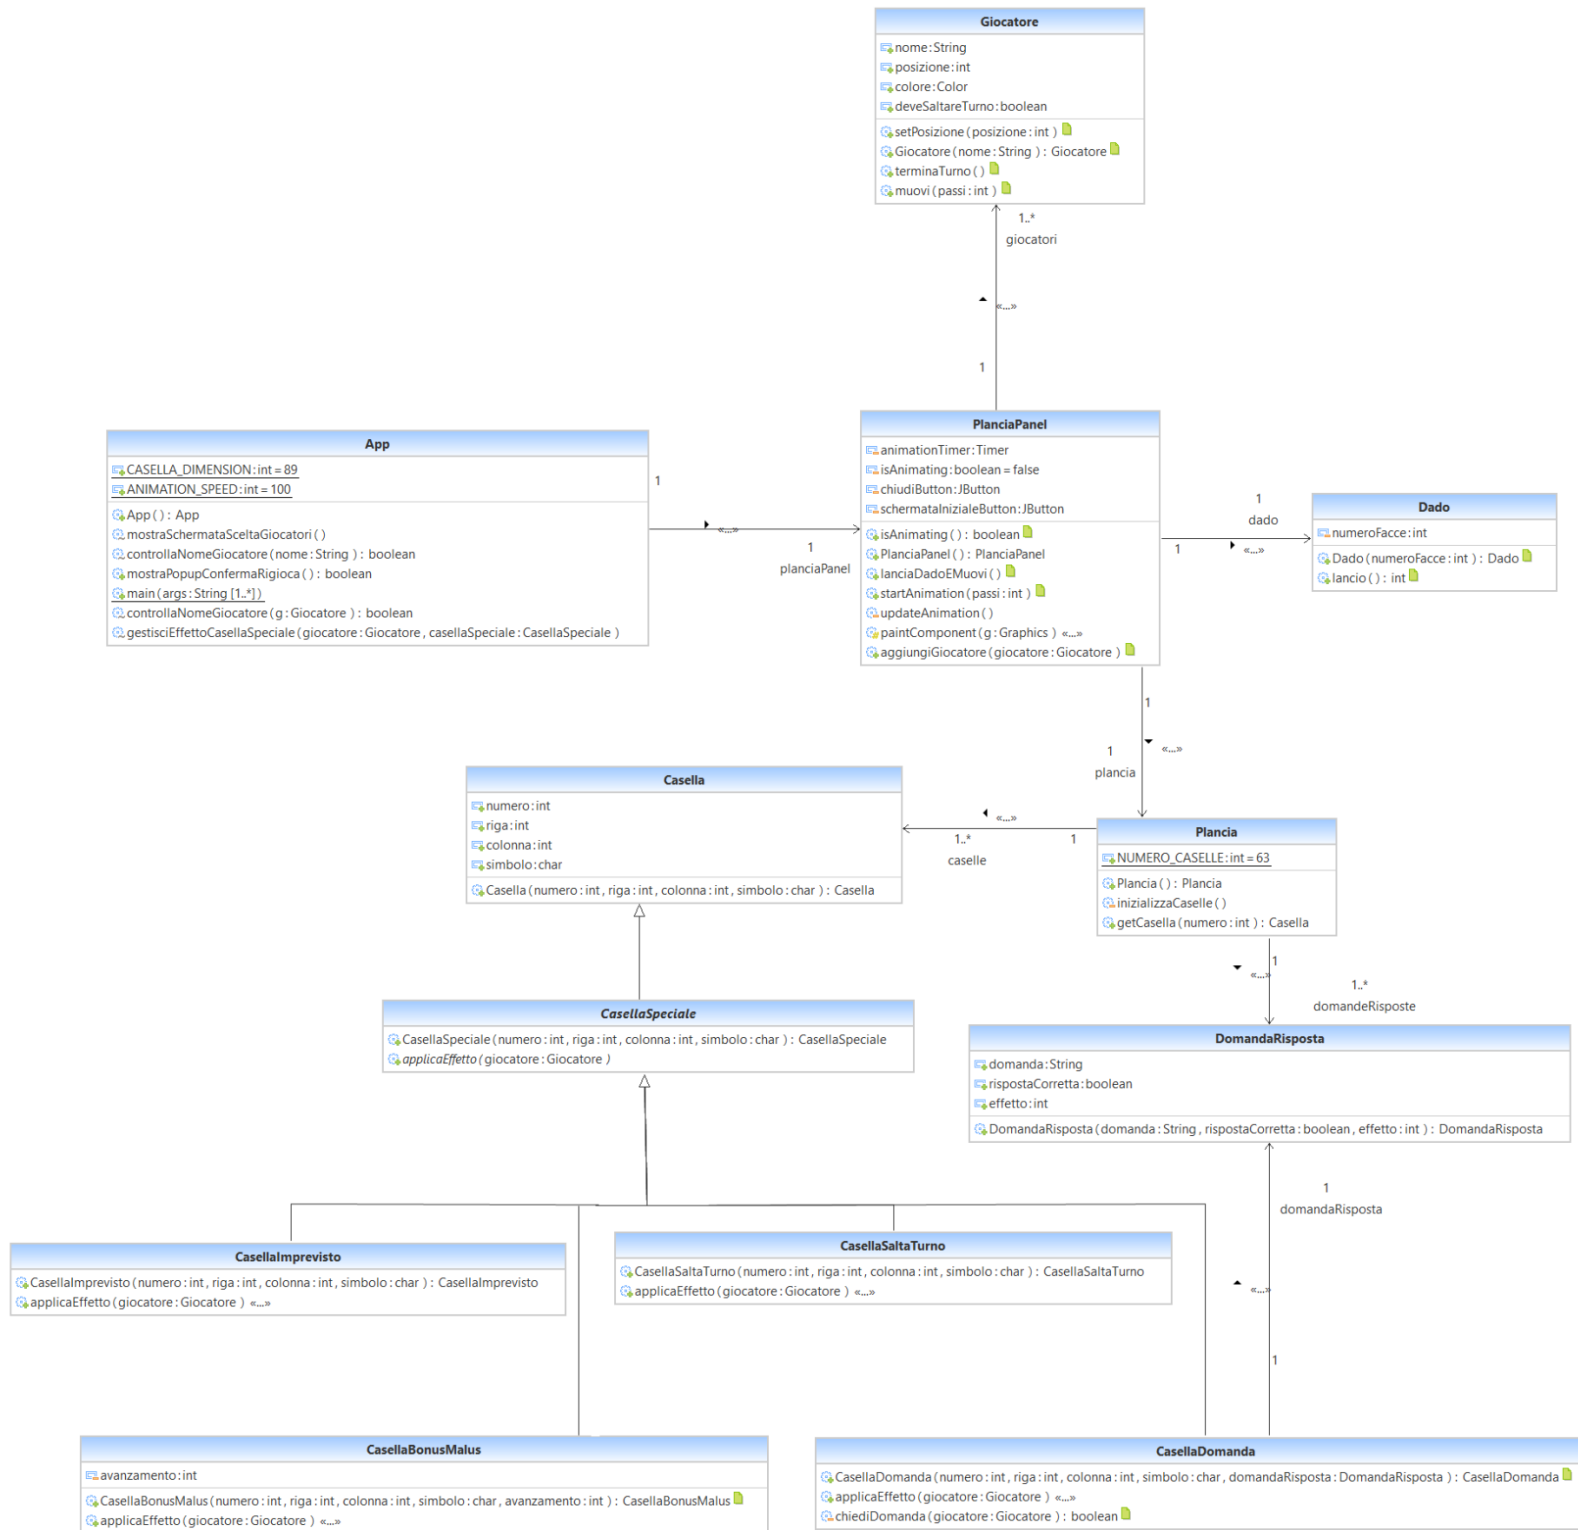 Giocatore
nome:String
posizione:int
colore:Color
deveSaltareTurno:boolean
setPosizione(posizione:int)
Giocatore(nome:String): Giocatore
terminaTurno()
muovi(passi:int)
1..*
giocatori
«...»
1
App
CASELLA_DIMENSION:int = 89
ANIMATION_SPEED:int = 100
App(): App
mostraSchermataSceltaGiocatori()
controllaNomeGiocatore(nome:String): boolean
mostraPopupConfermaRigioca(): boolean
main(args:String [1..*])
controllaNomeGiocatore(g:Giocatore): boolean
gestisciEffettoCasellaSpeciale(giocatore:Giocatore, casellaSpeciale:CasellaSpeciale)
1
«...»
1
planciaPanel
PlanciaPanel
animationTimer:Timer
isAnimating:boolean = false
chiudiButton:JButton
schermataInizialeButton:JButton
isAnimating(): boolean
PlanciaPanel(): PlanciaPanel
lanciaDadoEMuovi()
startAnimation(passi:int)
updateAnimation()
paintComponent(g:Graphics) «...»
aggiungiGiocatore(giocatore:Giocatore)
1
dado
1
«...»
Dado
numeroFacce:int
Dado(numeroFacce:int): Dado
lancio(): int
1
«...»
1
plancia
Casella
numero:int
riga:int
colonna:int
simbolo:char
Casella(numero:int, riga:int, colonna:int, simbolo:char): Casella
«...»
1..*
1
caselle
Plancia
NUMERO_CASELLE:int = 63
Plancia(): Plancia
inizializzaCaselle()
getCasella(numero:int): Casella
1
«...»
1..*
domandeRisposte
CasellaSpeciale
CasellaSpeciale(numero:int, riga:int, colonna:int, simbolo:char): CasellaSpeciale
applicaEffetto(giocatore:Giocatore)
DomandaRisposta
domanda:String
rispostaCorretta:boolean
effetto:int
DomandaRisposta(domanda:String, rispostaCorretta:boolean, effetto:int): DomandaRisposta
1
domandaRisposta
«...»
1
CasellaImprevisto
CasellaImprevisto(numero:int, riga:int, colonna:int, simbolo:char): CasellaImprevisto
applicaEffetto(giocatore:Giocatore) «...»
CasellaSaltaTurno
CasellaSaltaTurno(numero:int, riga:int, colonna:int, simbolo:char): CasellaSaltaTurno
applicaEffetto(giocatore:Giocatore) «...»
CasellaBonusMalus
avanzamento:int
CasellaBonusMalus(numero:int, riga:int, colonna:int, simbolo:char, avanzamento:int): CasellaBonusMalus
applicaEffetto(giocatore:Giocatore) «...»
CasellaDomanda
CasellaDomanda(numero:int, riga:int, colonna:int, simbolo:char, domandaRisposta:DomandaRisposta): CasellaDomanda
applicaEffetto(giocatore:Giocatore) «...»
chiediDomanda(giocatore:Giocatore): boolean